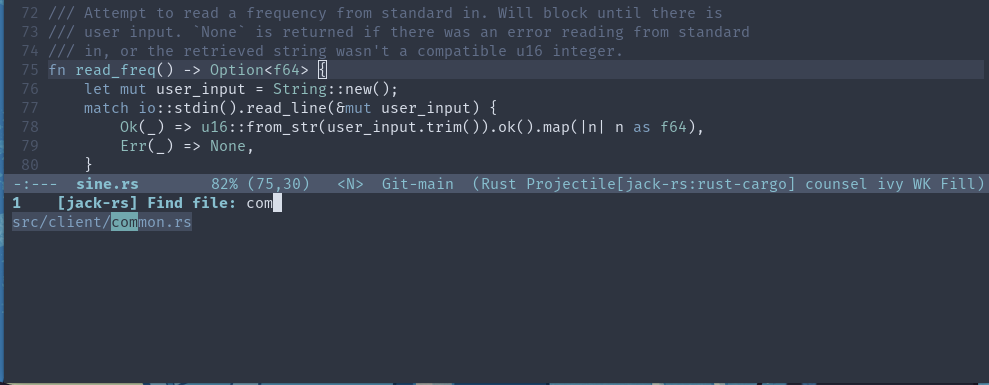 72 /// Attempt to read a frequency from standard in. Will block until there is
73 /// user input. `None` is returned if there was an error reading from standard
74 /// in, or the retrieved string wasn't a compatible u16 integer.
75 fn read_freq() -> Option<f64> {
76     let mut user_input = String::new();
77     match io::stdin().read_line(&mut user_input) {
78         Ok(_) => u16::from_str(user_input.trim()).ok().map(|n| n as f64),
79         Err(_) => None,
80     }
-:---  sine.rs        82% (75,30)   <N>  Git-main  (Rust Projectile[jack-rs:rust-cargo] counsel ivy WK Fill)
1    [jack-rs] Find file: com
src/client/common.rs